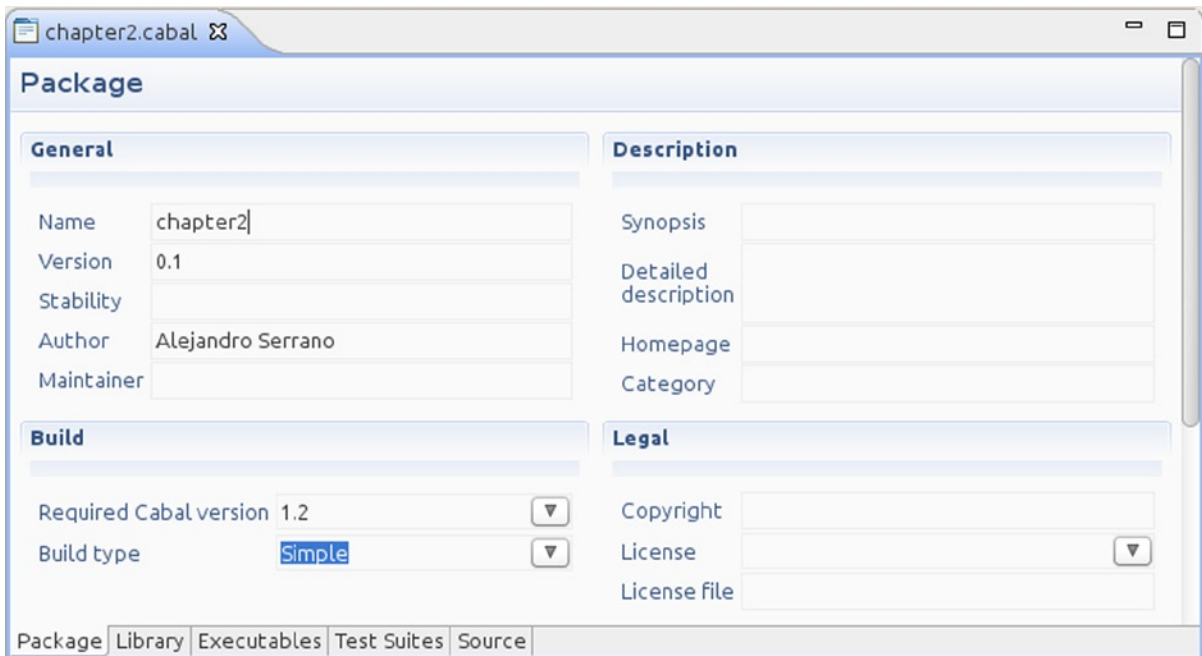 chapter2.cabal
Package
General
Name chapter2
Version 0.1
Stability
Author Alejandro Serrano
Maintainer
Description
Synopsis
Detailed
description
Homepage
Category
Build
Required Cabal version 1.2
Build type Simple
Legal
Copyright
License
License file
Package Library Executables Test Suites Source